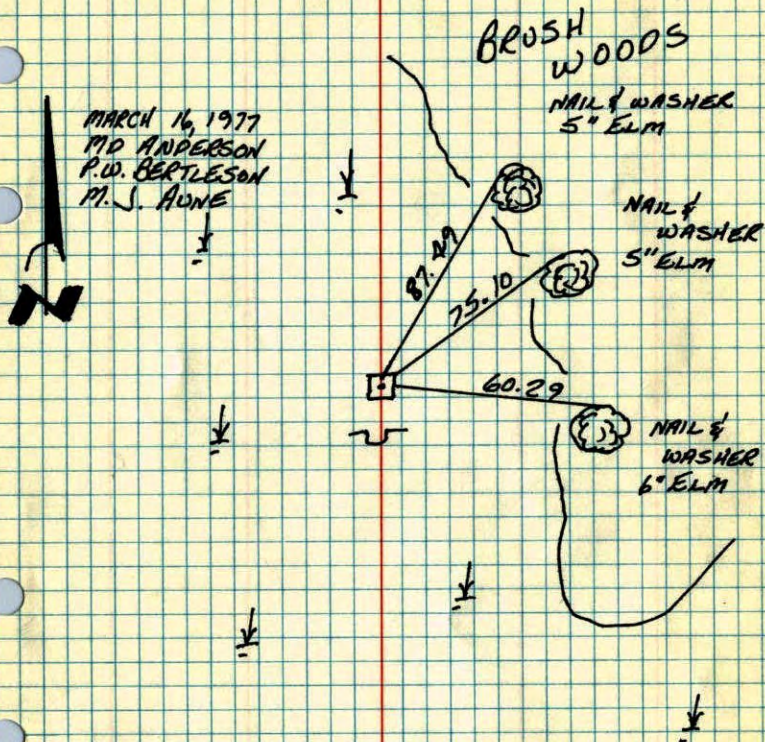 BRUSH
WOODS
NAIL & WASHER
5" ELM
MARCH 16, 1977
MD ANDERSON
P.W. BERTLESON
M.J. AUNE
NAIL &
WASHER
5" ELM
87.49
75.10
60.29
NAIL &
WASHER
6" ELM
N